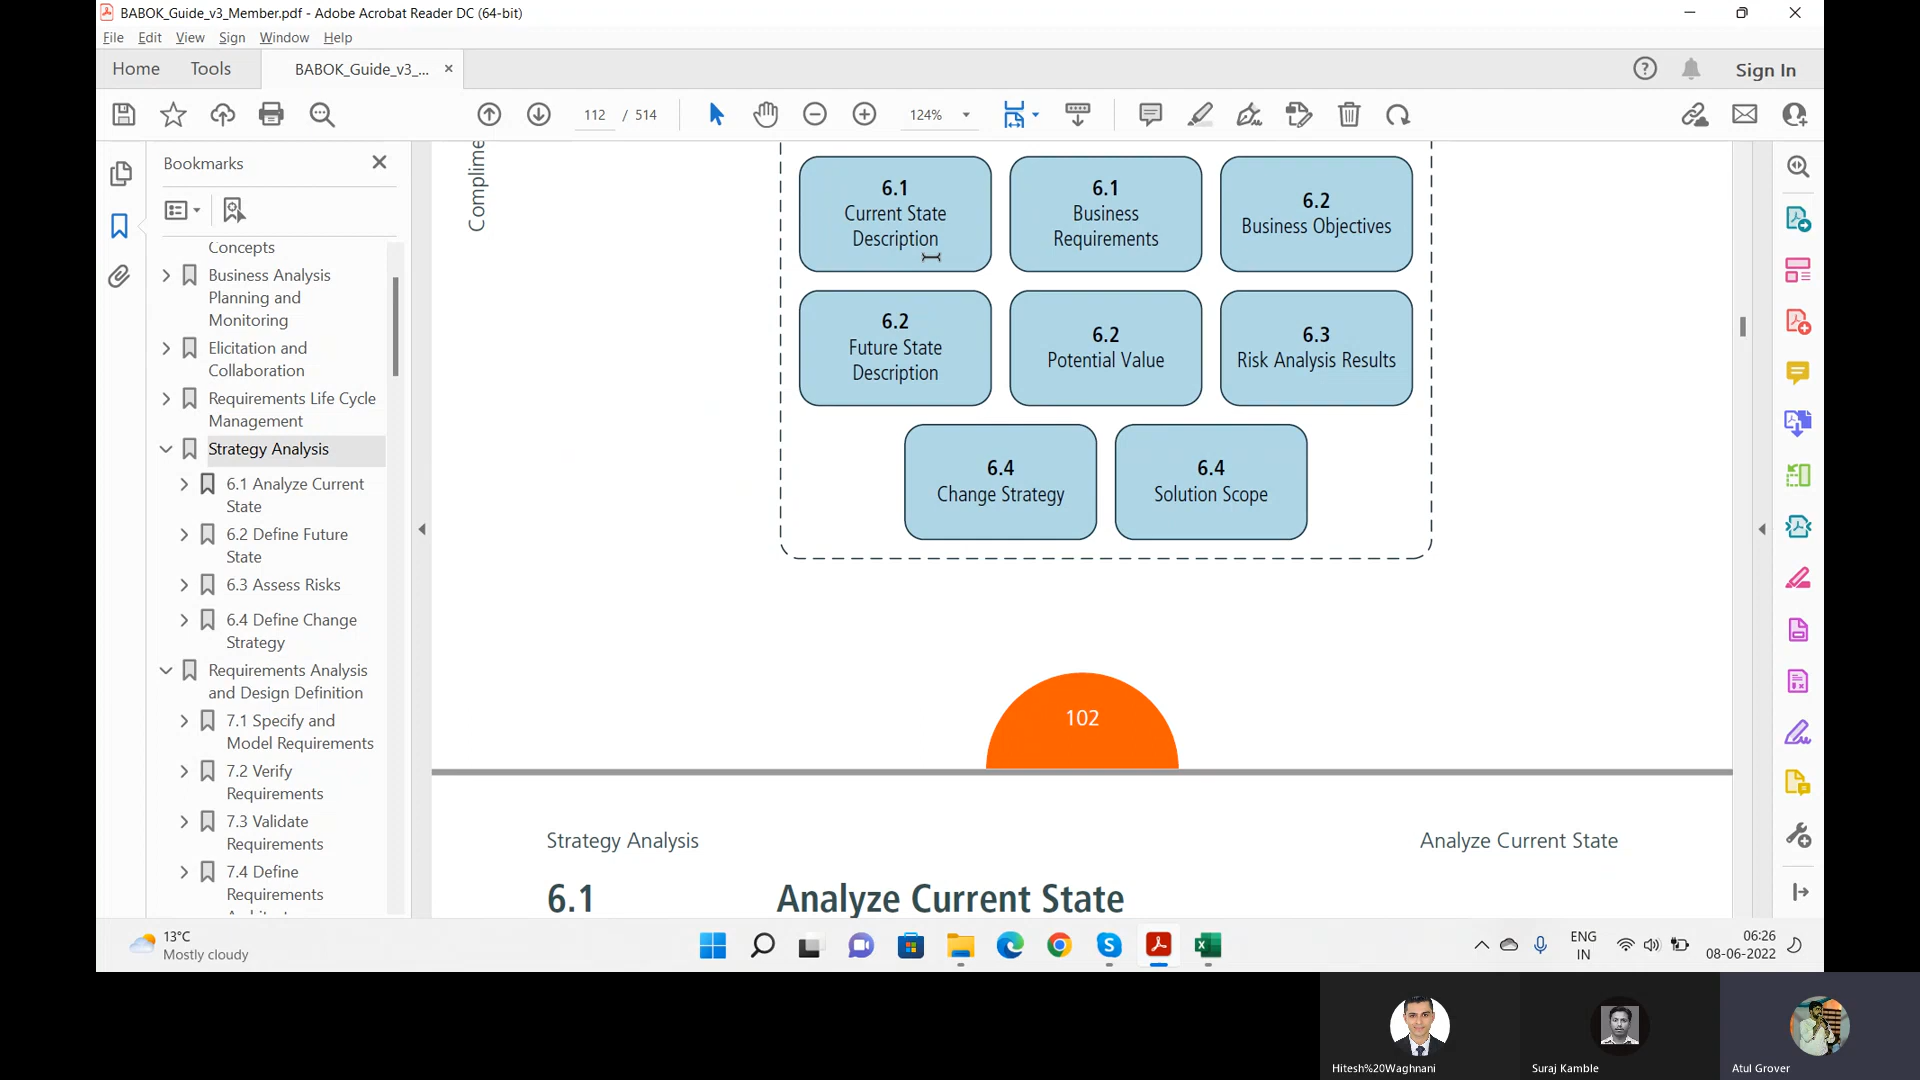 BABOK_Guide_v3_Member.pdf - Adobe Acrobat Reader DC (64-bit)
File Edit View Sign Window Help
Home Tools BABOK_Guide_v3_... × Sign In
112 / 514 124%
Bookmarks
Concepts
Business Analysis
Planning and
Monitoring
Elicitation and
Collaboration
Requirements Life Cycle
Management
Strategy Analysis
6.1 Analyze Current
State
6.2 Define Future
State
6.3 Assess Risks
6.4 Define Change
Strategy
Requirements Analysis
and Design Definition
7.1 Specify and
Model Requirements
7.2 Verify
Requirements
7.3 Validate
Requirements
7.4 Define
Requirements
Complime
6.1
Current State
Description
6.1
Business
Requirements
6.2
Business Objectives
6.2
Future State
Description
6.2
Potential Value
6.3
Risk Analysis Results
6.4
Change Strategy
6.4
Solution Scope
102
Strategy Analysis Analyze Current State
6.1 Analyze Current State
13°C
Mostly cloudy
ENG
IN
06:26
08-06-2022
Hitesh%20Waghnani
Suraj Kamble
Atul Grover